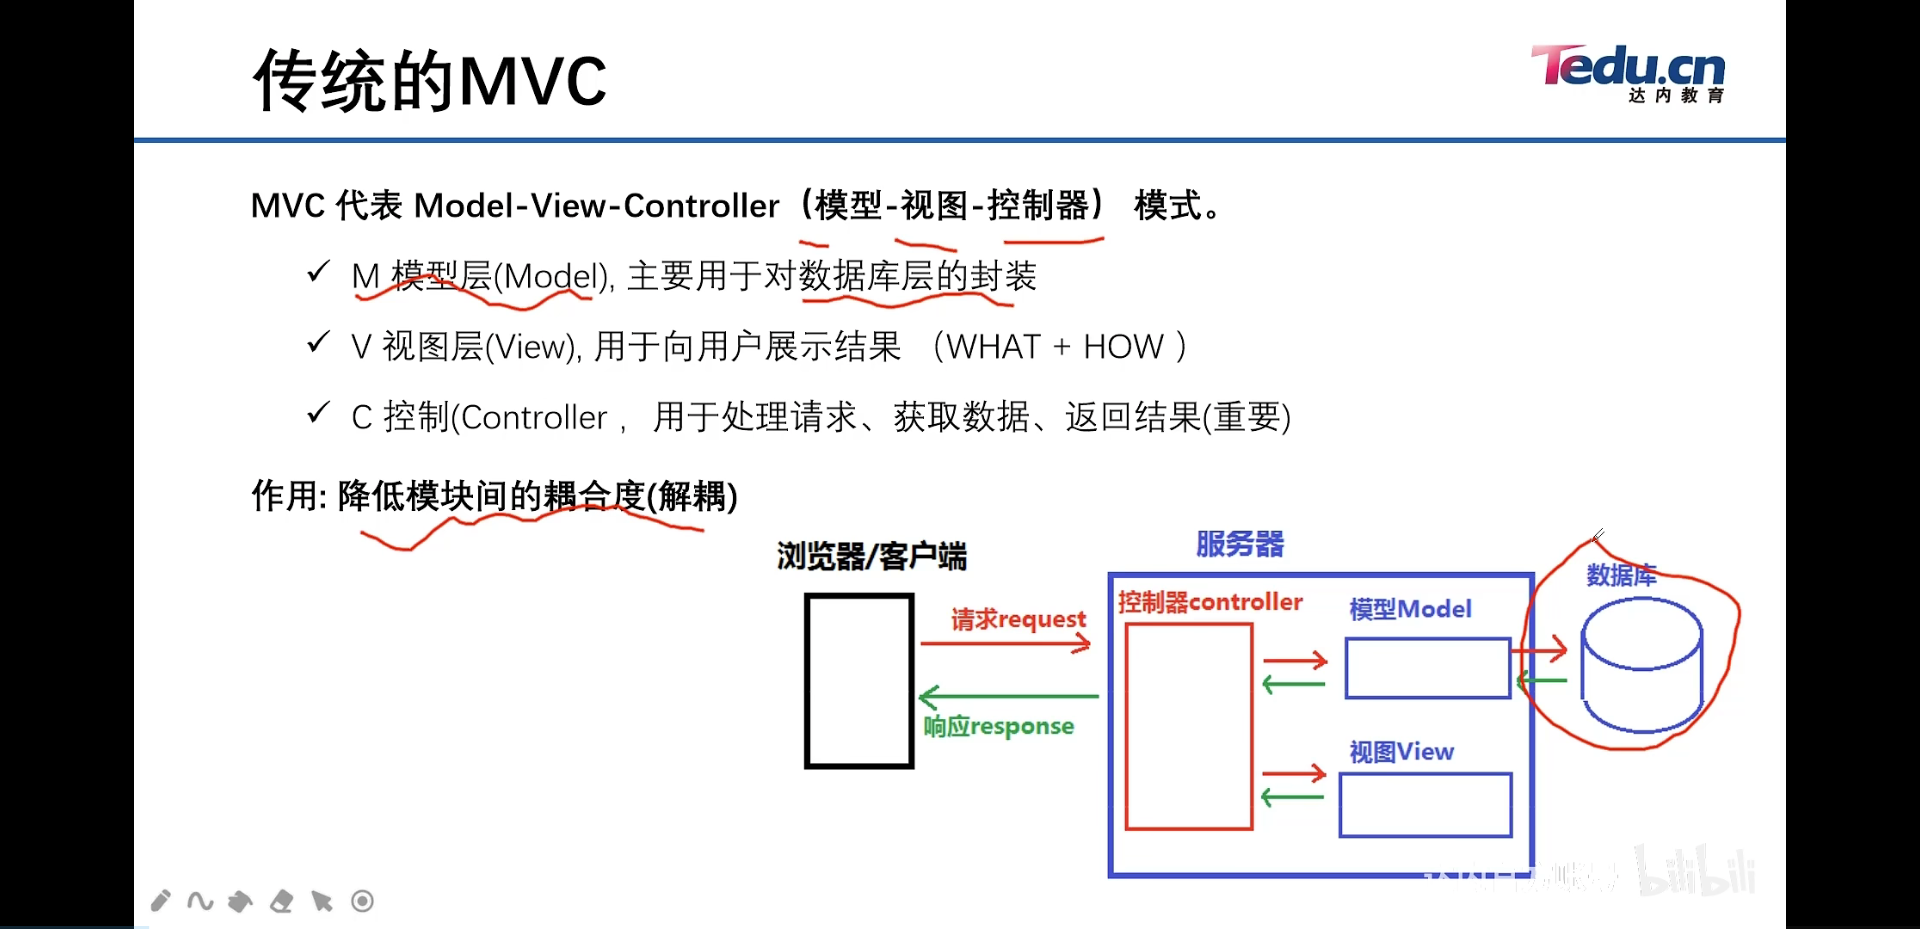 传统的MVC
Tedu.cn
达内教育
MVC 代表 Model-View-Controller（模型-视图-控制器） 模式。
✓ M 模型层(Model), 主要用于对数据库层的封装
✓ V 视图层(View), 用于向用户展示结果 （WHAT + HOW ）
✓ C 控制(Controller ， 用于处理请求、获取数据、返回结果(重要)
作用: 降低模块间的耦合度(解耦)
浏览器/客户端
服务器
数据库
请求request
控制器controller
模型Model
响应response
视图View
bilibili